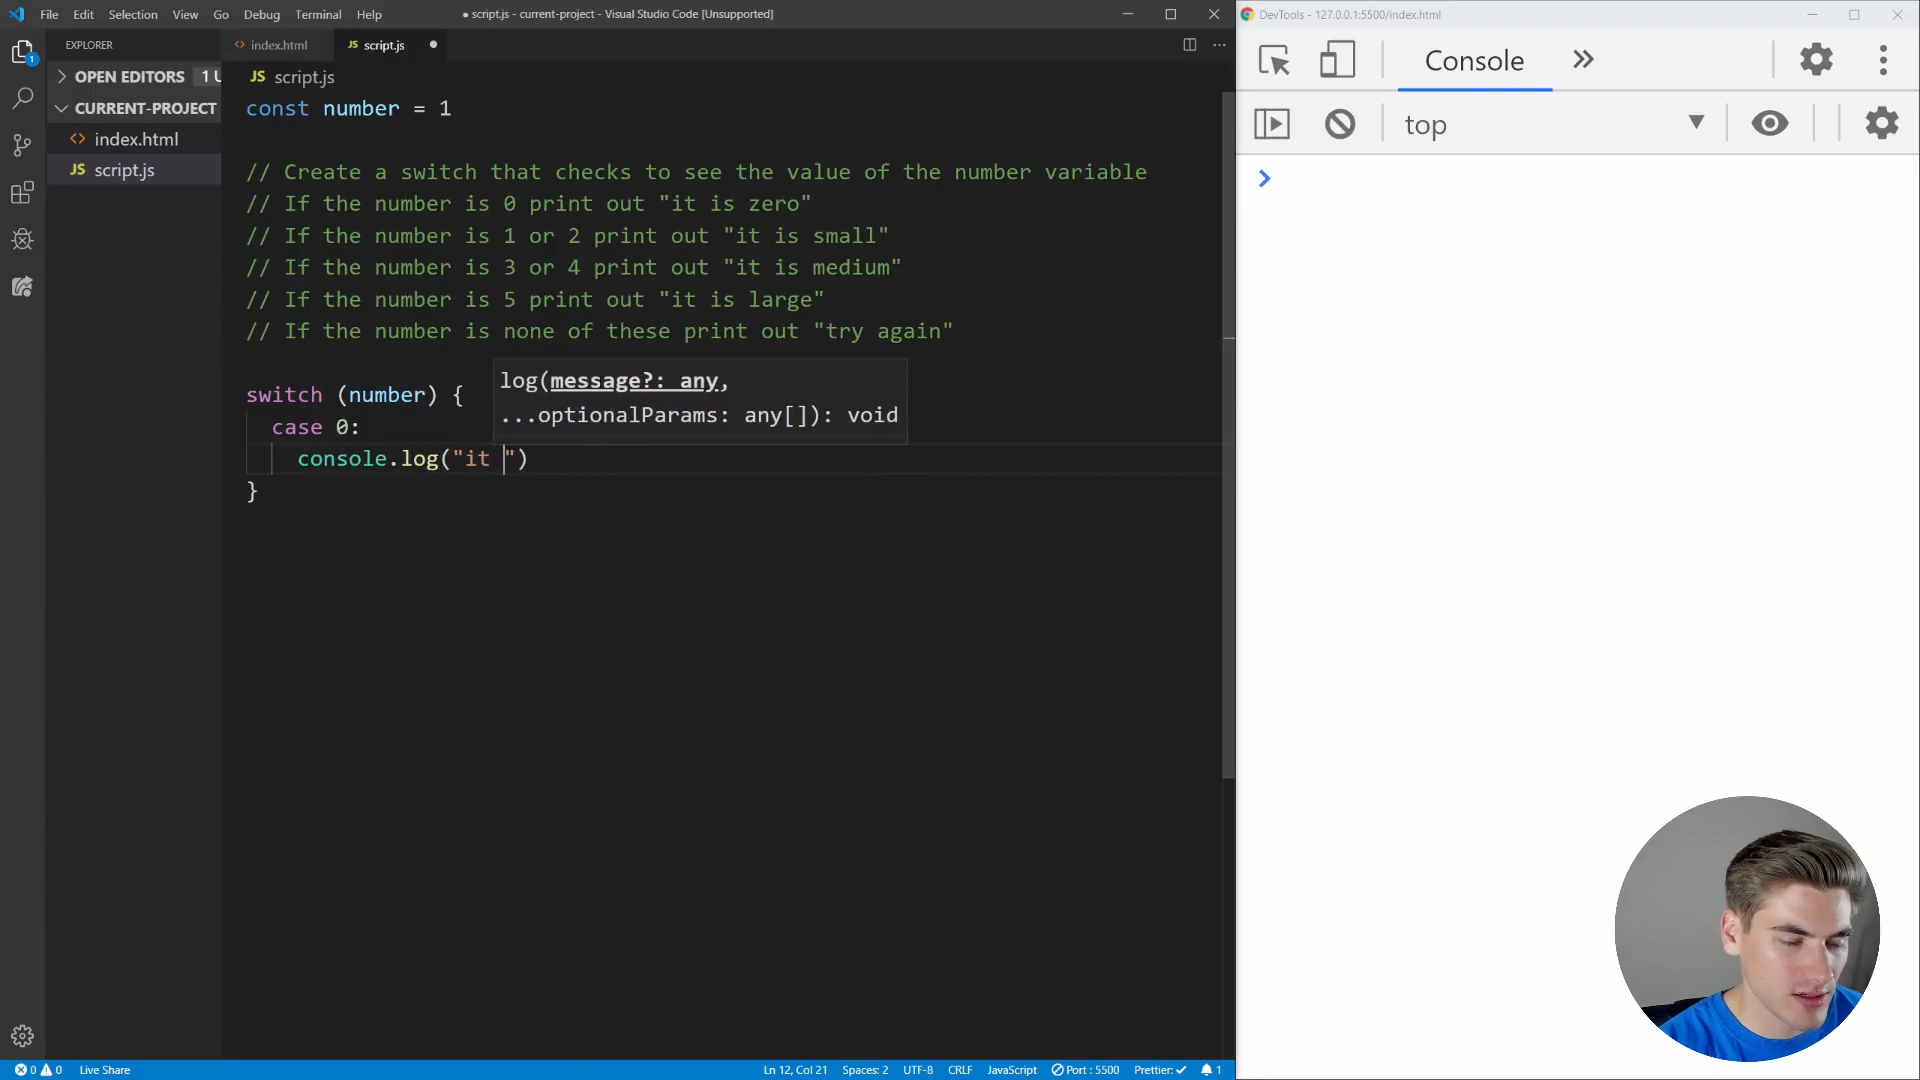 File Edit Selection View Go Debug Terminal Help
● script.js - current-project - Visual Studio Code [Unsupported]
DevTools - 127.0.0.1:5500/index.html
EXPLORER
index.html
JS script.js
OPEN EDITORS 1 U
CURRENT-PROJECT
index.html
JS script.js
1
JS script.js
const number = 1
// Create a switch that checks to see the value of the number variable
// If the number is 0 print out "it is zero"
// If the number is 1 or 2 print out "it is small"
// If the number is 3 or 4 print out "it is medium"
// If the number is 5 print out "it is large"
// If the number is none of these print out "try again"
log(message?: any,
...optionalParams: any[]): void
switch (number) {
case 0:
console.log("it ")
}
Console
top
0 0 Live Share
Ln 12, Col 21 Spaces: 2 UTF-8 CRLF JavaScript Port : 5500 Prettier: ✓ 1